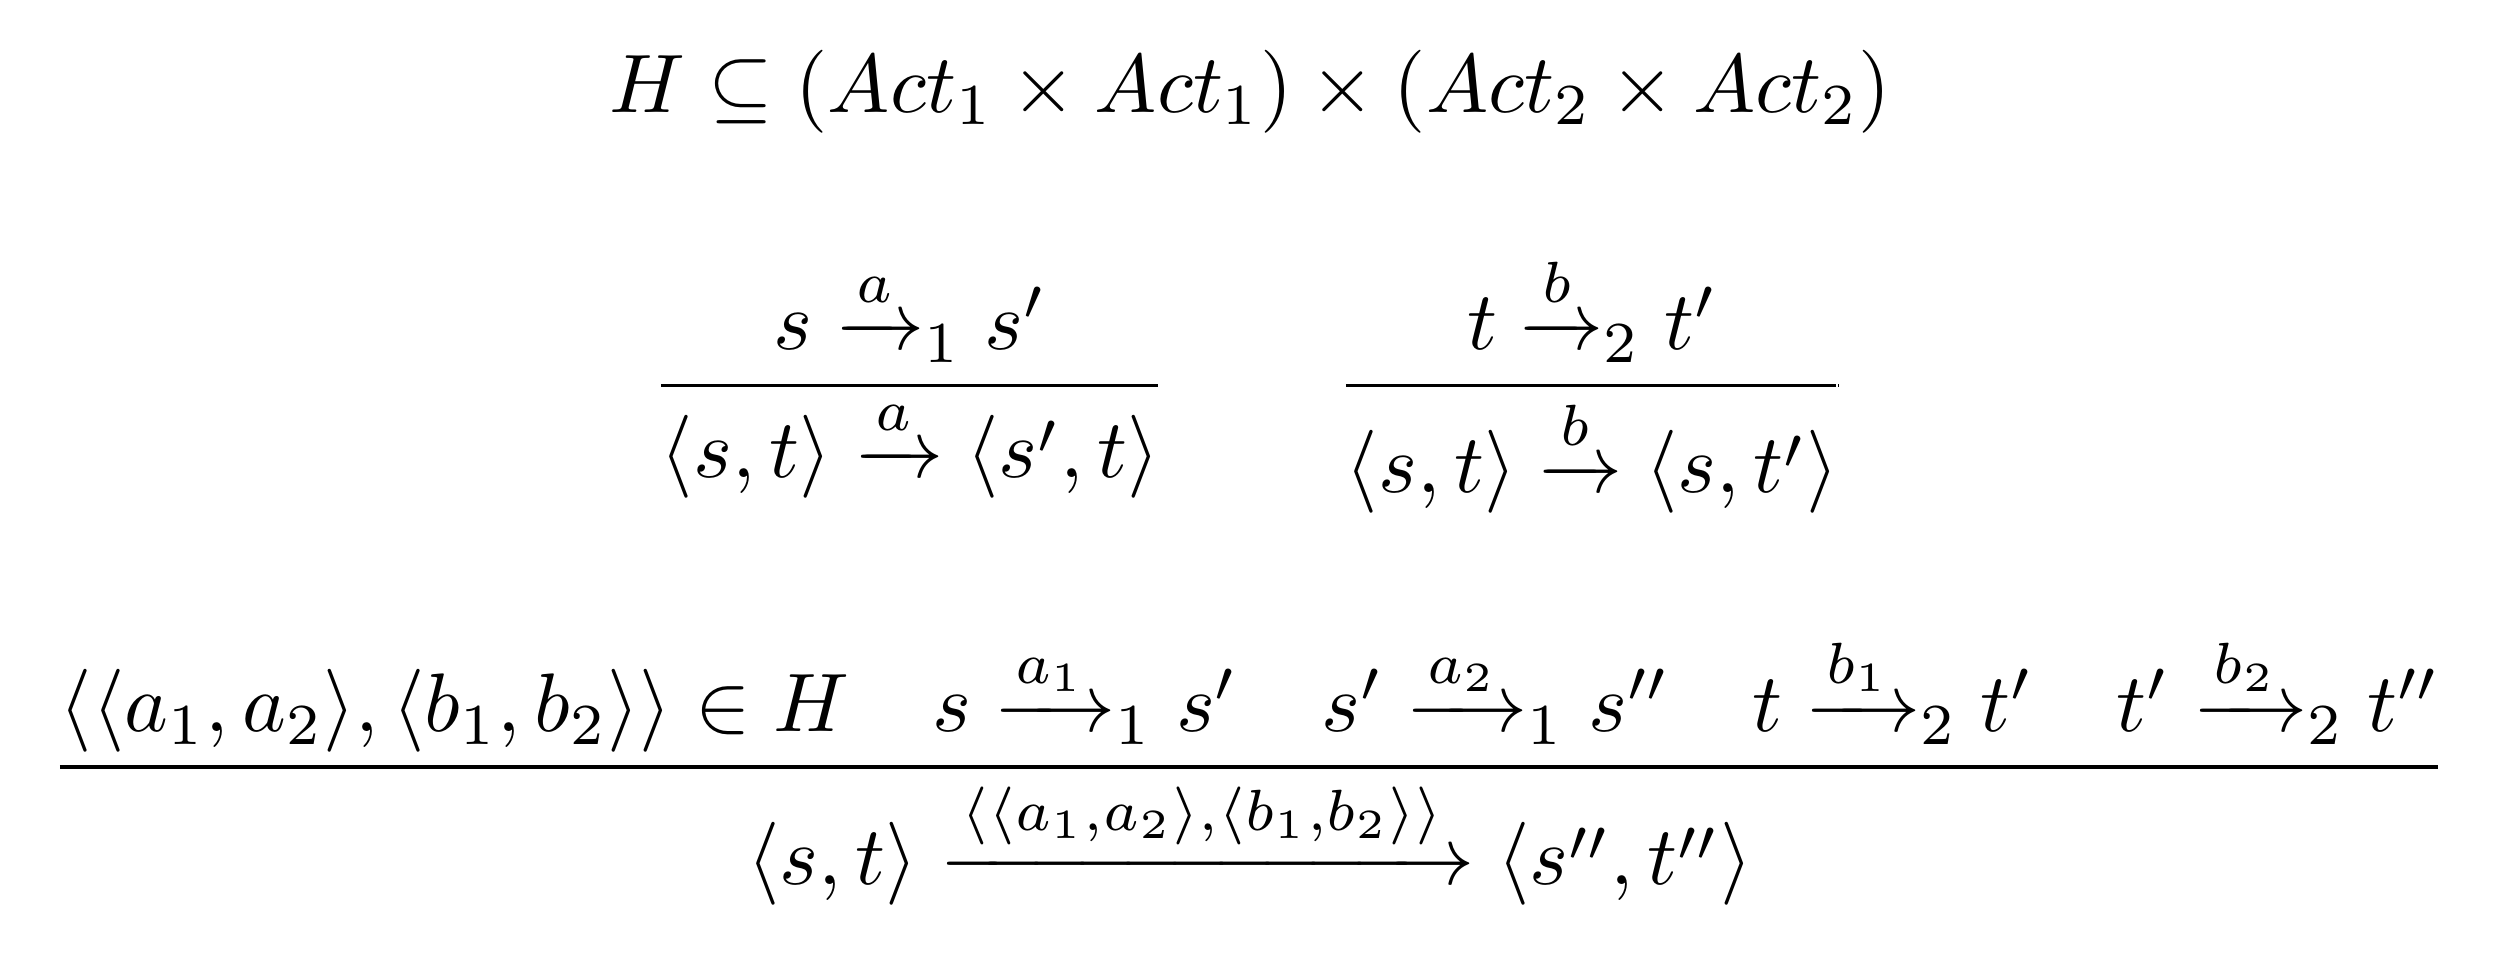 H ⊆ (Act₁ × Act₁) × (Act₂ × Act₂)
s →ᵃ₁ s′    t →ᵇ₂ t′
⟨s, t⟩ →ᵃ ⟨s′, t⟩    ⟨s, t⟩ →ᵇ ⟨s, t′⟩
⟨⟨a₁, a₂⟩, ⟨b₁, b₂⟩⟩ ∈ H    s –a₁→₁ s′    s′ –a₂→₁ s″    t –b₁→₂ t′    t′ –b₂→₂ t″
⟨s, t⟩ –⟨⟨a₁,a₂⟩,⟨b₁,b₂⟩⟩→ ⟨s″, t″⟩